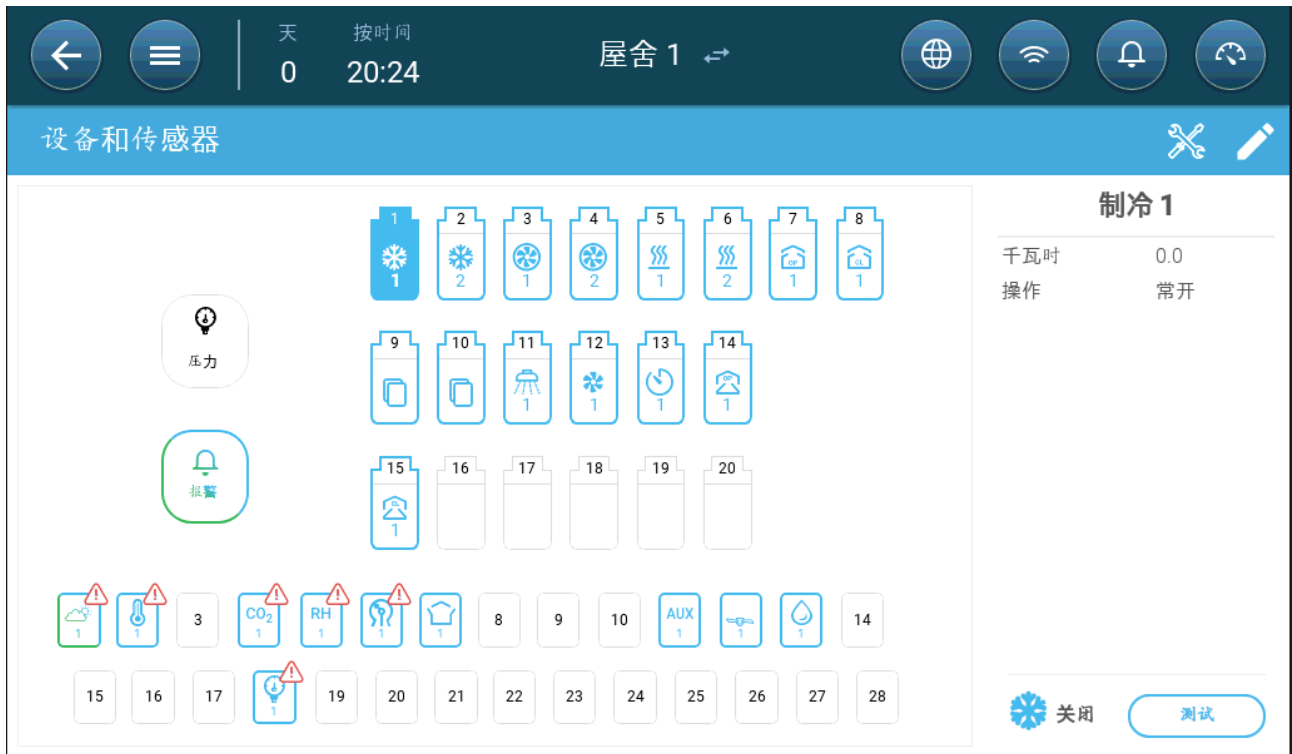 天 按时间
0 20:24 屋舍 1
设备和传感器
制冷 1
千瓦时 0.0
操作 常开
1 2 3 4 5 6 7 8
OP CL
1 2 1 2 1 2 1 1
压力
9 10 11 12 13 14
OP
1 1 1 1
报警
15 16 17 18 19 20
CL
1
3 CO2 RH 8 9 10 AUX 14
1 1 1 1 1 1 1 1 1
15 16 17 19 20 21 22 23 24 25 26 27 28
1
关闭 测试